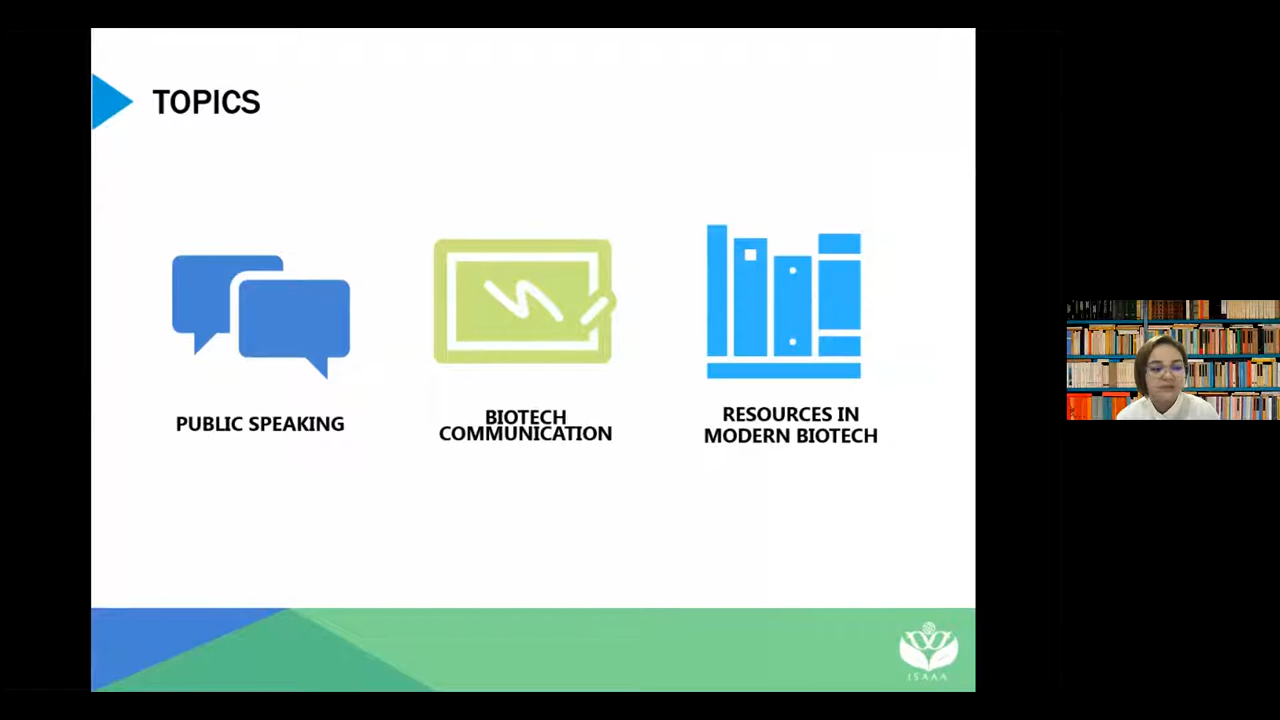 TOPICS
PUBLIC SPEAKING
BIOTECH
COMMUNICATION
RESOURCES IN
MODERN BIOTECH
ISAAA